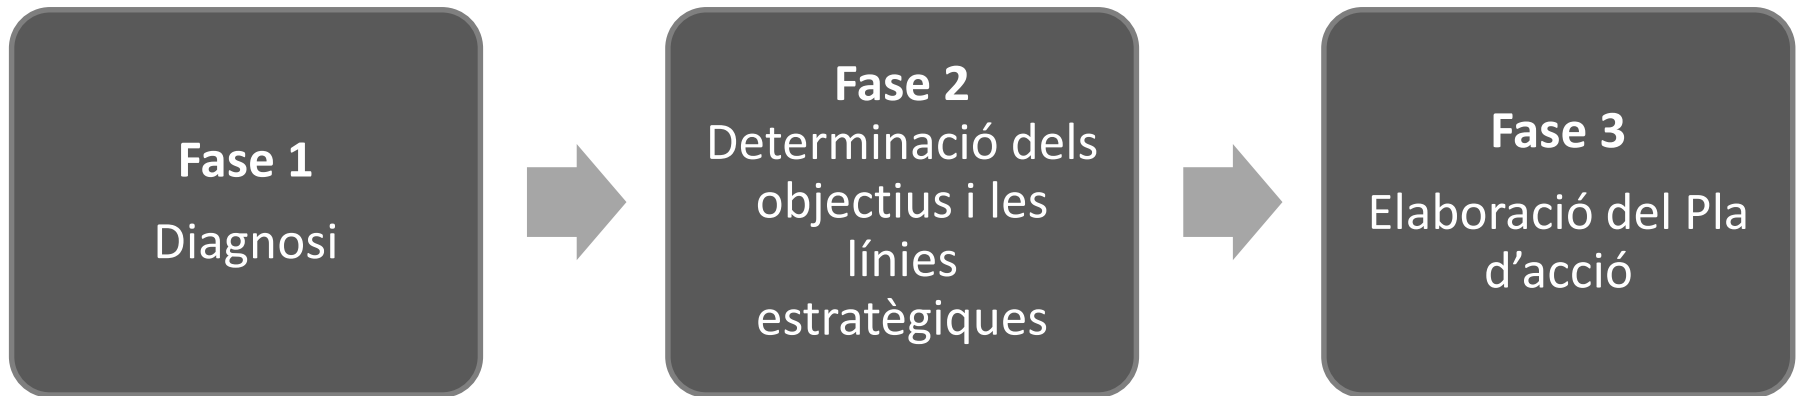 Fase 1
Diagnosi
Fase 2
Determinació dels
objectius i les
línies
estratègiques
Fase 3
Elaboració del Pla
d’acció